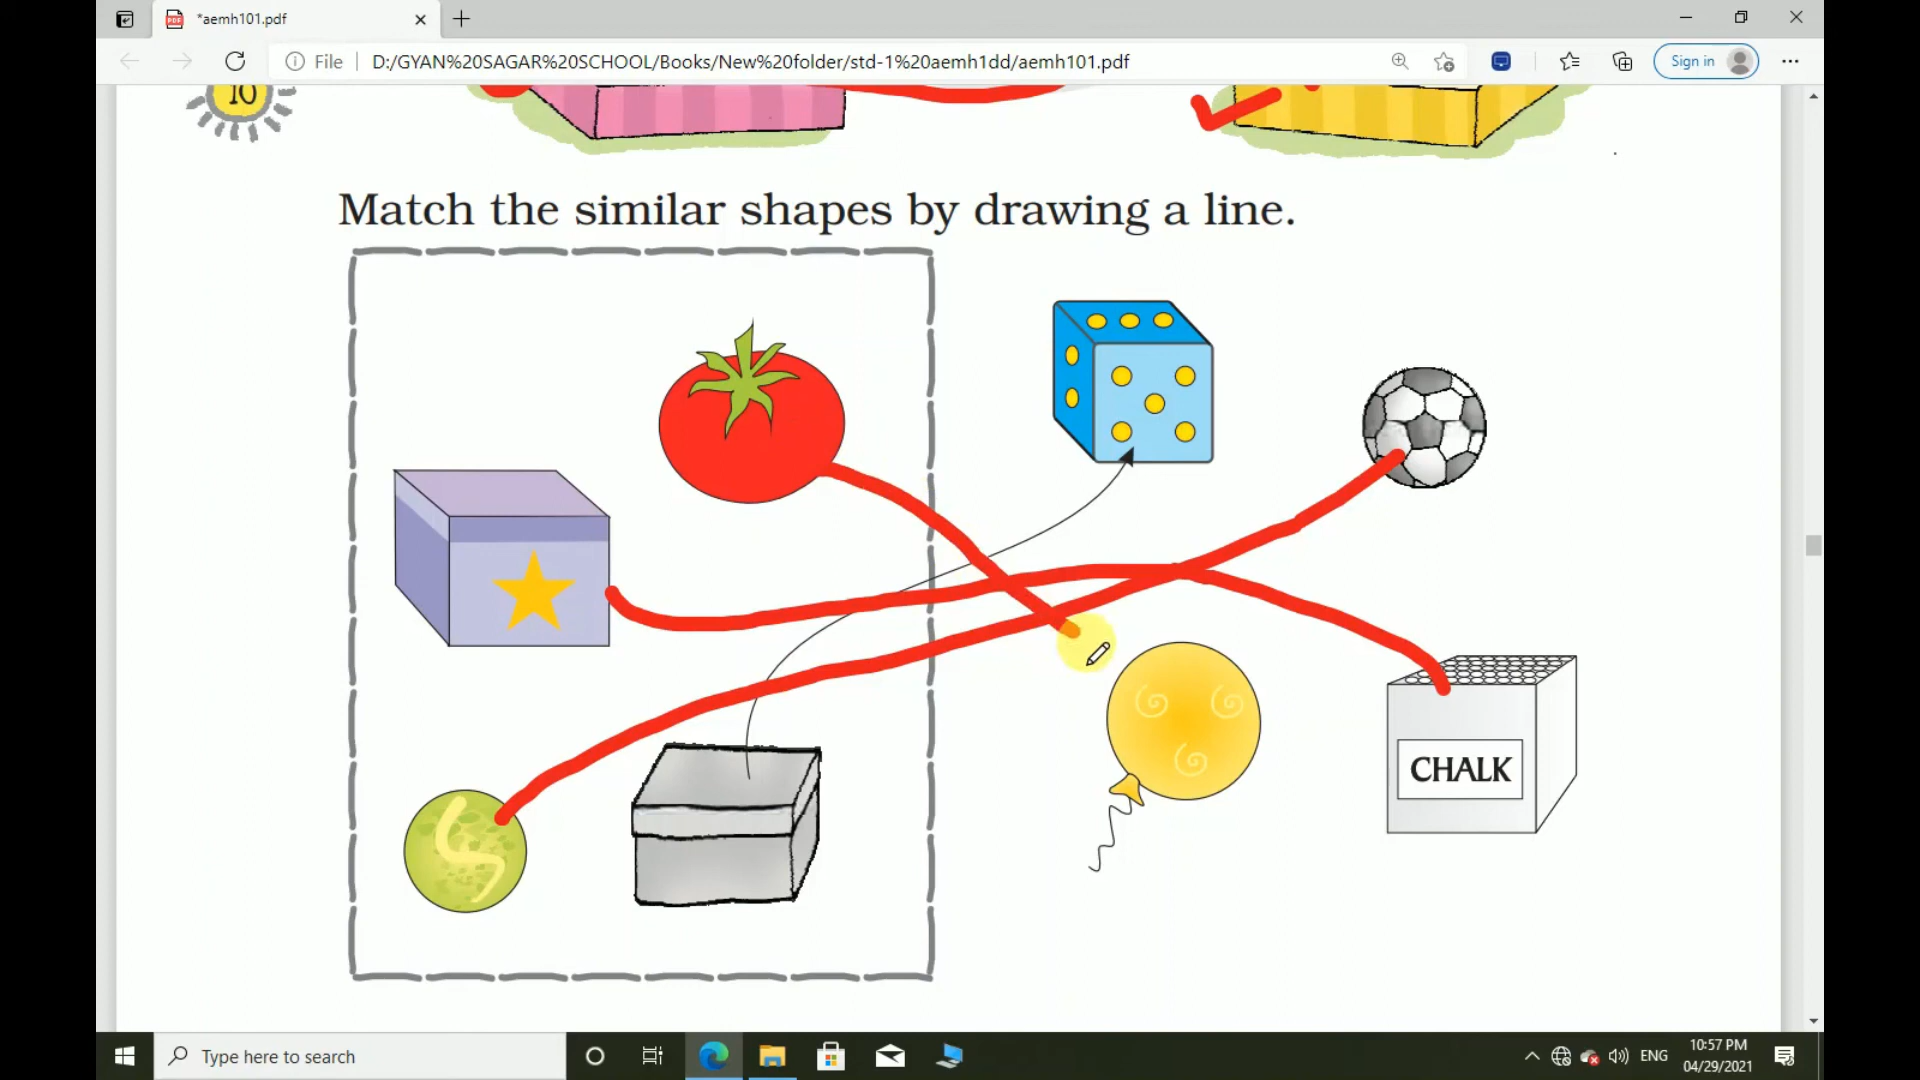 *aemh101.pdf
File D:/GYAN%20SAGAR%20SCHOOL/Books/New%20folder/std-1%20aemh1dd/aemh101.pdf
Sign in
10
Match the similar shapes by drawing a line.
CHALK
Type here to search
ENG
10:57 PM
04/29/2021